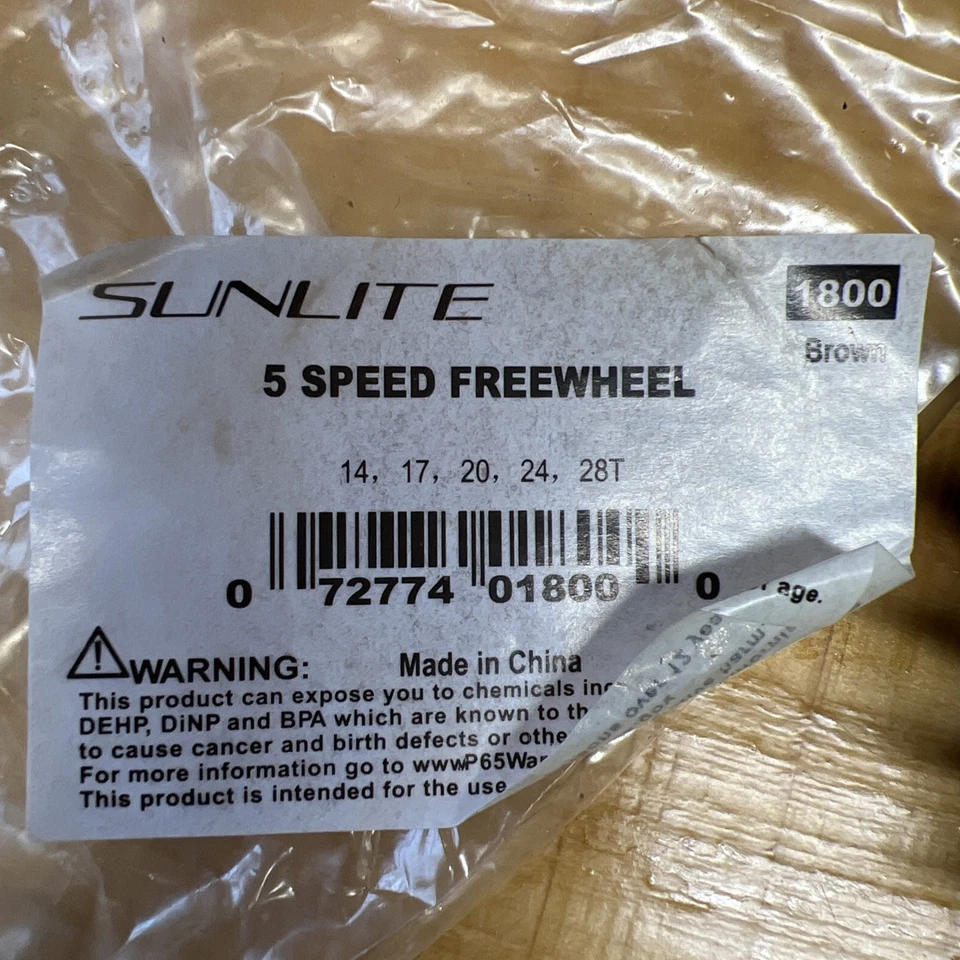 SUNLITE
1800
Brown
5 SPEED FREEWHEEL
14, 17, 20, 24, 28T
0 72774 01800 0
age.
WARNING: Made in China
This product can expose you to chemicals
DEHP, DiNP and BPA which are known to
to cause cancer and birth defects or
For more information go to
This product is intended for the use